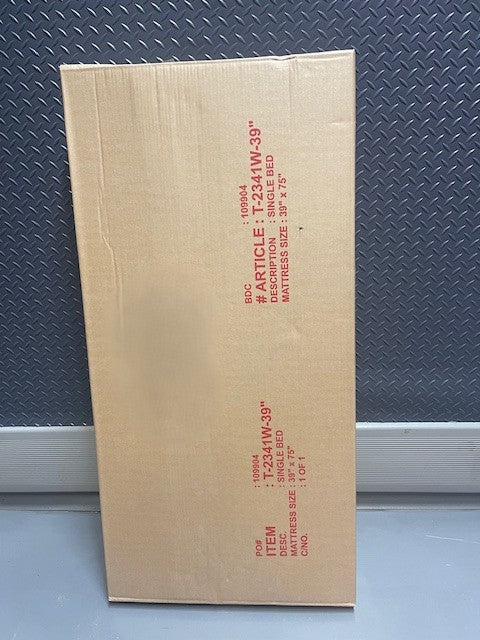 BDC : 109904
# ARTICLE : T-2341W-39"
DESCRIPTION : SINGLE BED
MATTRESS SIZE : 39" x 75"
PO# : 109904
ITEM : T-2341W-39"
DESC. : SINGLE BED
MATTRESS SIZE : 39" x 75"
C/NO. : 1 OF 1